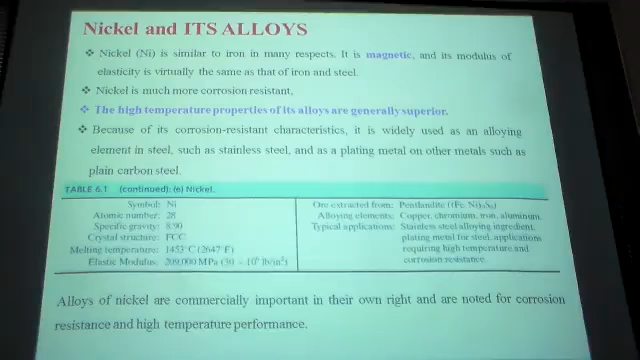 Nickel and ITS ALLOYS
❖ Nickel (Ni) is similar to iron in many respects. It is magnetic, and its modulus of
elasticity is virtually the same as that of iron and steel.
❖ Nickel is much more corrosion resistant,
❖ The high temperature properties of its alloys are generally superior.
❖ Because of its corrosion-resistant characteristics, it is widely used as an alloying
element in steel, such as stainless steel, and as a plating metal on other metals such as
plain carbon steel.
TABLE 6.1 (continued): (e) Nickel.
Symbol: Ni
Atomic number: 28
Specific gravity: 8.90
Crystal structure: FCC
Melting temperature: 1453°C (2647°F)
Elastic Modulus: 209,000 MPa (30 × 10⁶ lb/in²)
Ore extracted from: Pentlandite ((Fe, Ni)₉S₈)
Alloying elements: Copper, chromium, iron, aluminum.
Typical applications: Stainless steel alloying ingredient,
plating metal for steel, applications
requiring high temperature and
corrosion resistance.
Alloys of nickel are commercially important in their own right and are noted for corrosion
resistance and high temperature performance.